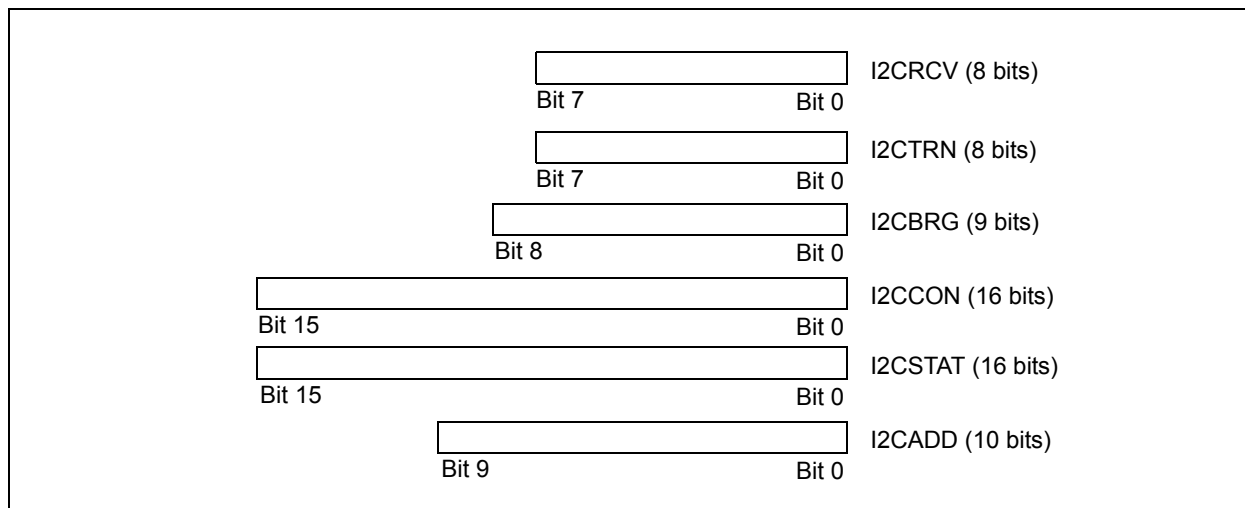 I2CRCV (8 bits)
Bit 7 Bit 0
I2CTRN (8 bits)
Bit 7 Bit 0
I2CBRG (9 bits)
Bit 8 Bit 0
I2CCON (16 bits)
Bit 15 Bit 0
I2CSTAT (16 bits)
Bit 15 Bit 0
I2CADD (10 bits)
Bit 9 Bit 0